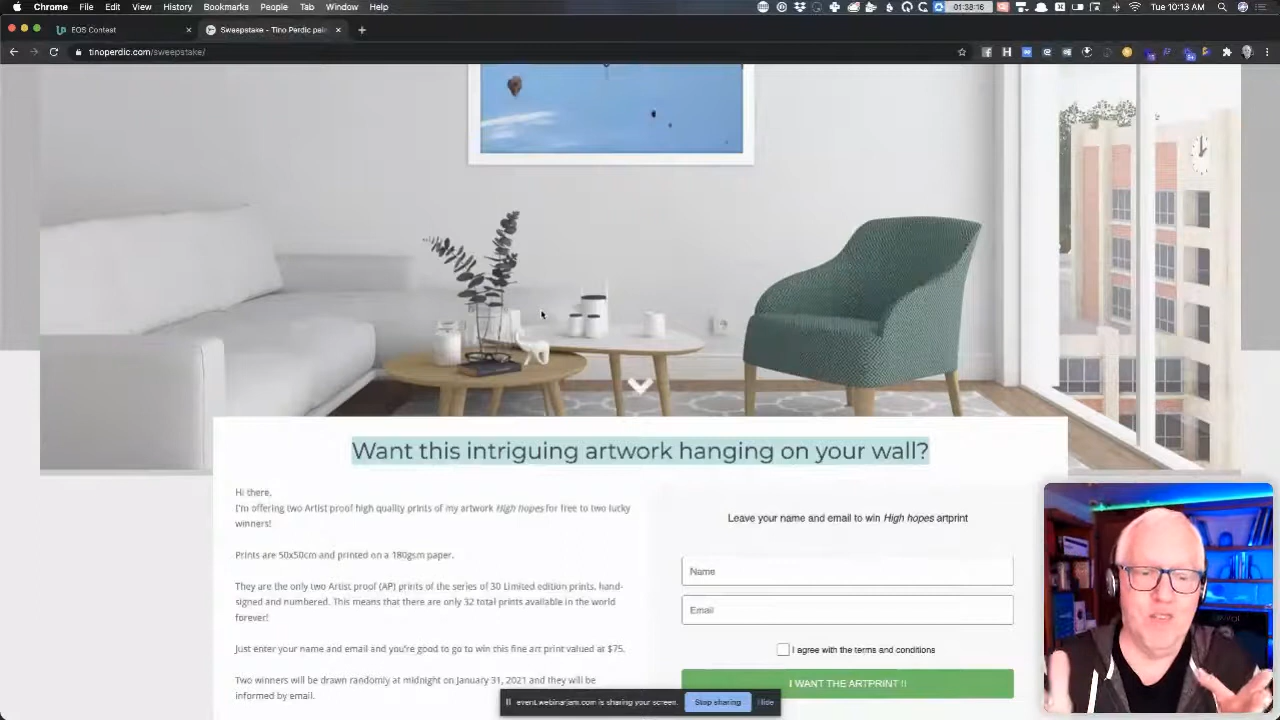 Chrome File Edit View History Bookmarks People Tab Window Help 01:38:16 Tue 10:13 AM
EOS Contest
Sweepstake - Tino Perdic pai
tinoperdic.com/sweepstake/
Want this intriguing artwork hanging on your wall?
Hi there,
I'm offering two Artist proof high quality prints of my artwork High hopes for free to two lucky
winners!
Prints are 50x50cm and printed on a 180gsm paper.
They are the only two Artist proof (AP) prints of the series of 30 Limited edition prints, hand-
signed and numbered. This means that there are only 32 total prints available in the world
forever!
Just enter your name and email and you're good to go to win this fine art print valued at $75.
Two winners will be drawn randomly at midnight on January 31, 2021 and they will be
informed by email.
Leave your name and email to win High hopes artprint
Name
Email
I agree with the terms and conditions
I WANT THE ARTPRINT !!
event.webinarjam.com is sharing your screen. Stop sharing Hide